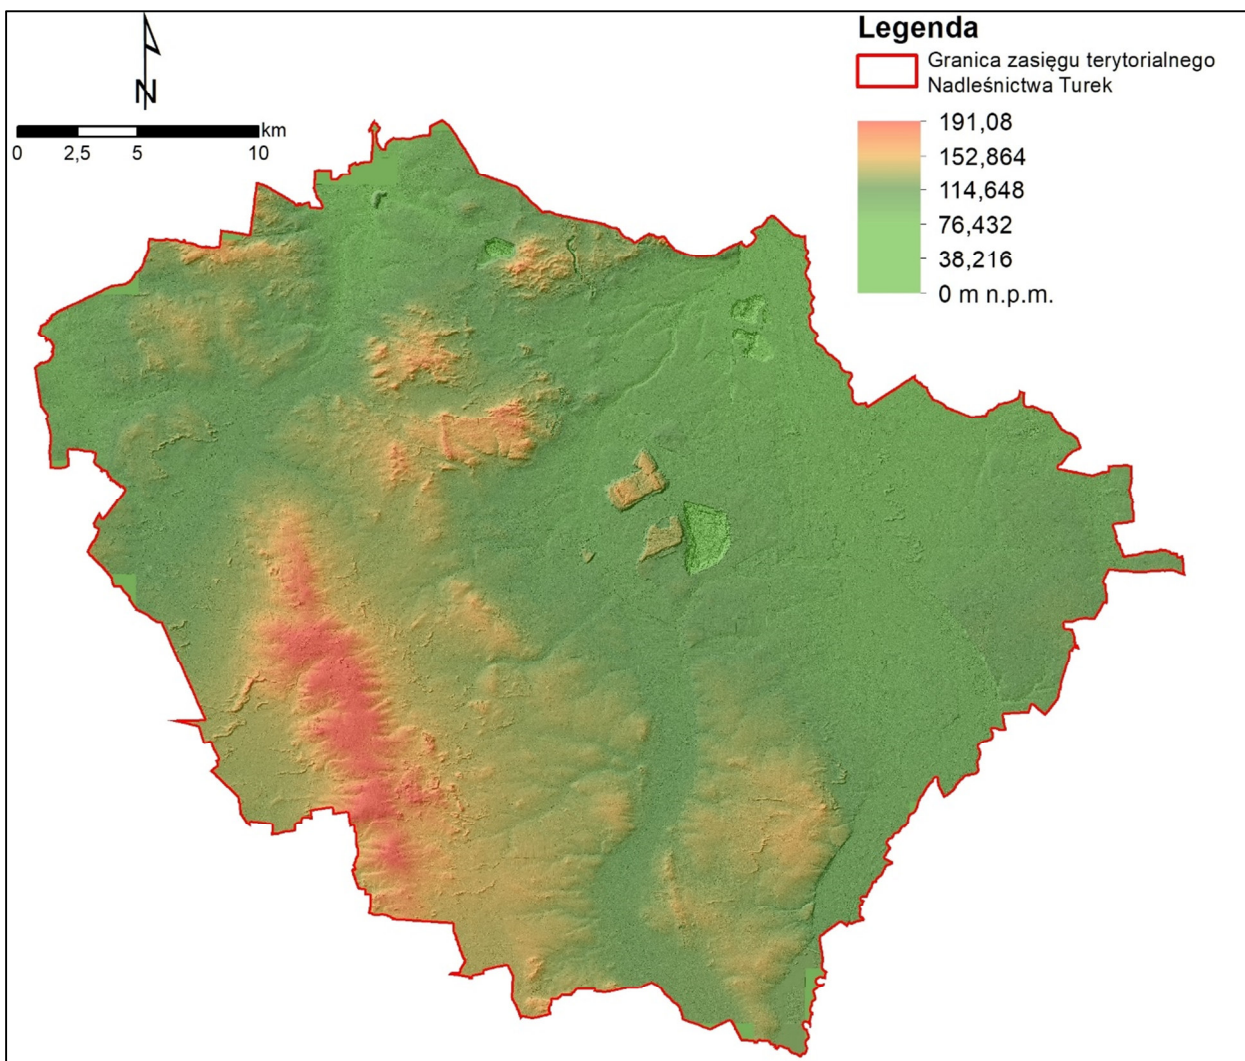 Legenda
Granica zasięgu terytorialnego
Nadleśnictwa Turek
191,08
152,864
114,648
76,432
38,216
0 m n.p.m.
N
km
0 2,5 5 10